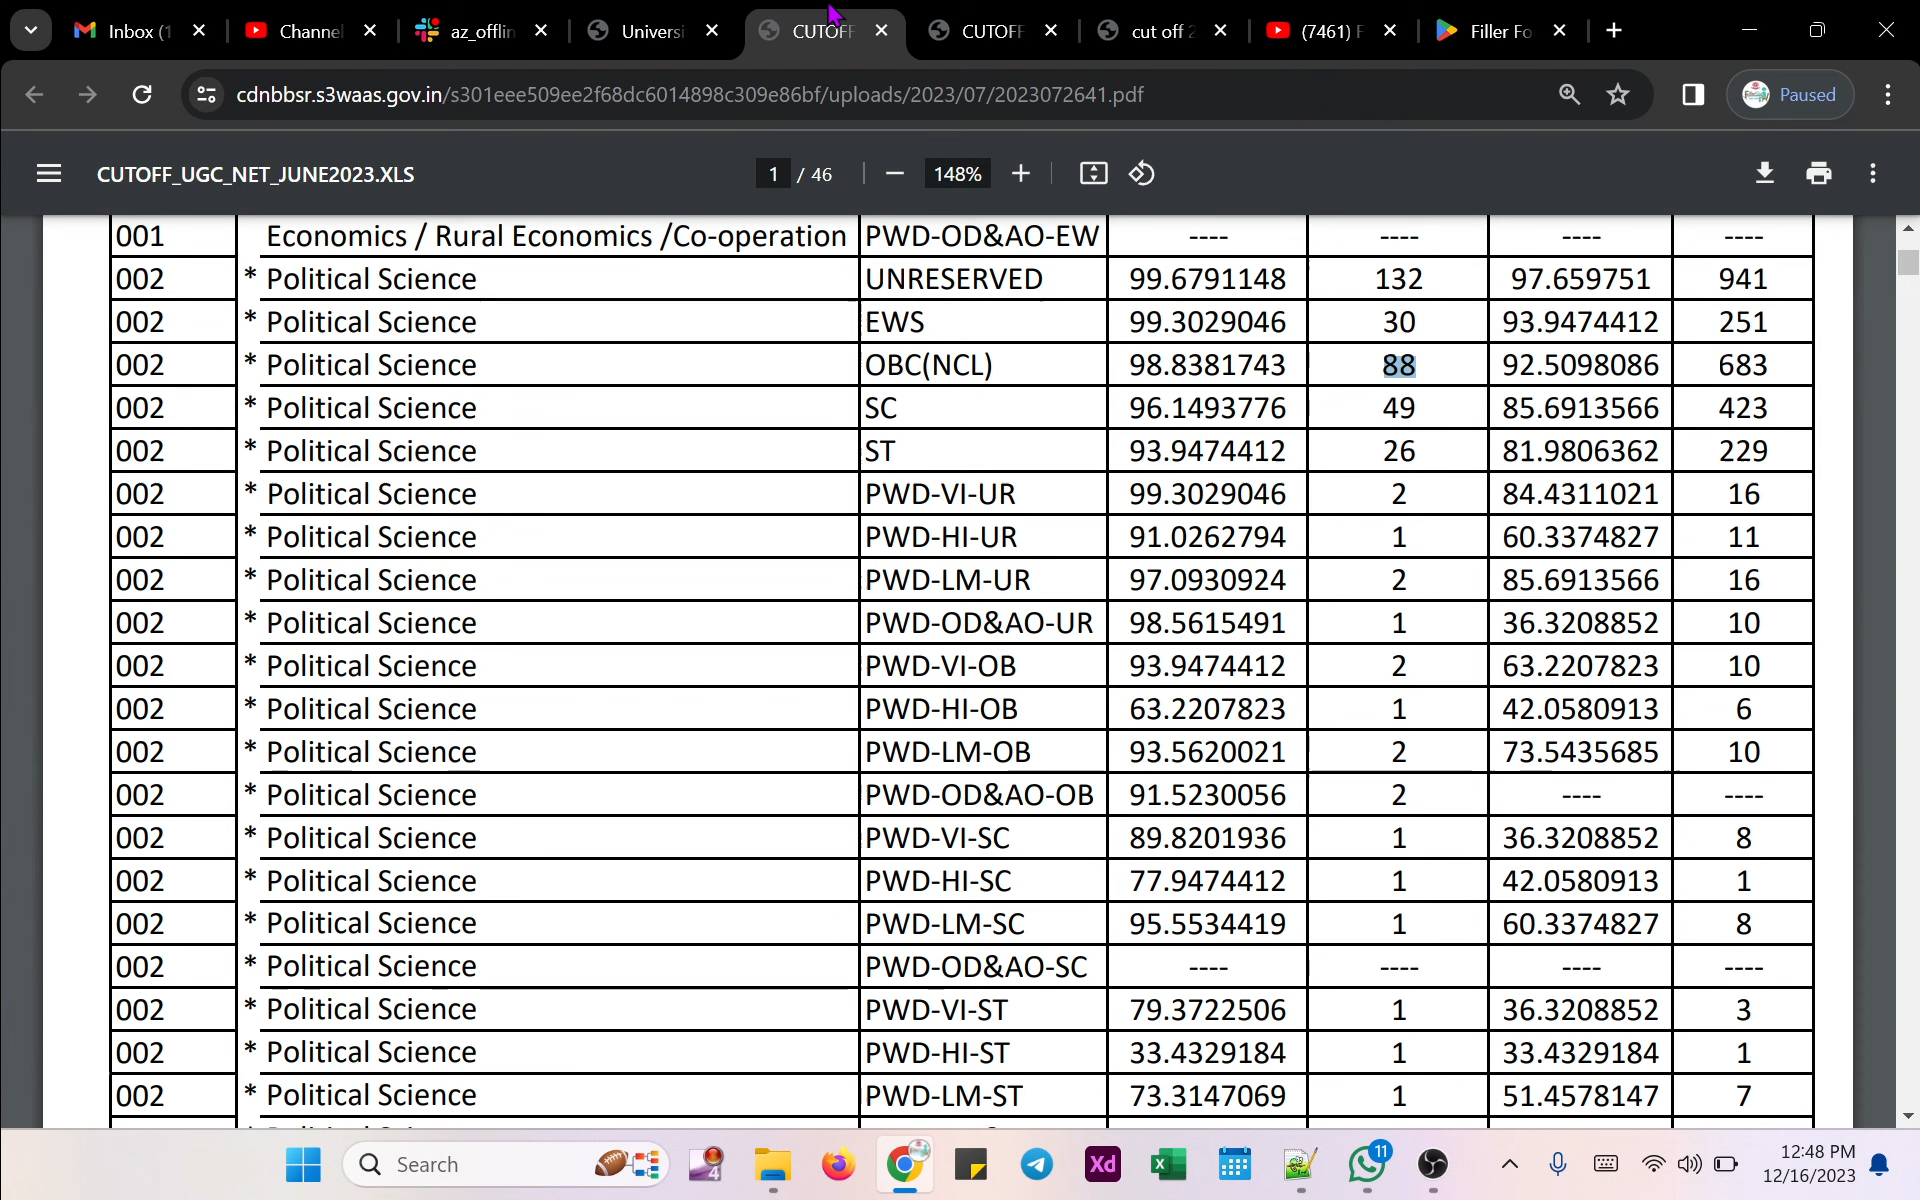 Inbox (1
Channel
az_offlin
Universi
CUTOFF
CUTOFF
cut off 2
(7461) F
Filler Fo
cdnbbsr.s3waas.gov.in/s301eee509ee2f68dc6014898c309e86bf/uploads/2023/07/2023072641.pdf
Paused
CUTOFF_UGC_NET_JUNE2023.XLS
1 / 46
148%
001 Economics / Rural Economics /Co-operation PWD-OD&AO-EW ---- ---- ---- ----
002 * Political Science UNRESERVED 99.6791148 132 97.659751 941
002 * Political Science EWS 99.3029046 30 93.9474412 251
002 * Political Science OBC(NCL) 98.8381743 88 92.5098086 683
002 * Political Science SC 96.1493776 49 85.6913566 423
002 * Political Science ST 93.9474412 26 81.9806362 229
002 * Political Science PWD-VI-UR 99.3029046 2 84.4311021 16
002 * Political Science PWD-HI-UR 91.0262794 1 60.3374827 11
002 * Political Science PWD-LM-UR 97.0930924 2 85.6913566 16
002 * Political Science PWD-OD&AO-UR 98.5615491 1 36.3208852 10
002 * Political Science PWD-VI-OB 93.9474412 2 63.2207823 10
002 * Political Science PWD-HI-OB 63.2207823 1 42.0580913 6
002 * Political Science PWD-LM-OB 93.5620021 2 73.5435685 10
002 * Political Science PWD-OD&AO-OB 91.5230056 2 ---- ----
002 * Political Science PWD-VI-SC 89.8201936 1 36.3208852 8
002 * Political Science PWD-HI-SC 77.9474412 1 42.0580913 1
002 * Political Science PWD-LM-SC 95.5534419 1 60.3374827 8
002 * Political Science PWD-OD&AO-SC ---- ---- ---- ----
002 * Political Science PWD-VI-ST 79.3722506 1 36.3208852 3
002 * Political Science PWD-HI-ST 33.4329184 1 33.4329184 1
002 * Political Science PWD-LM-ST 73.3147069 1 51.4578147 7
Search
4
Xd
11
12:48 PM
12/16/2023